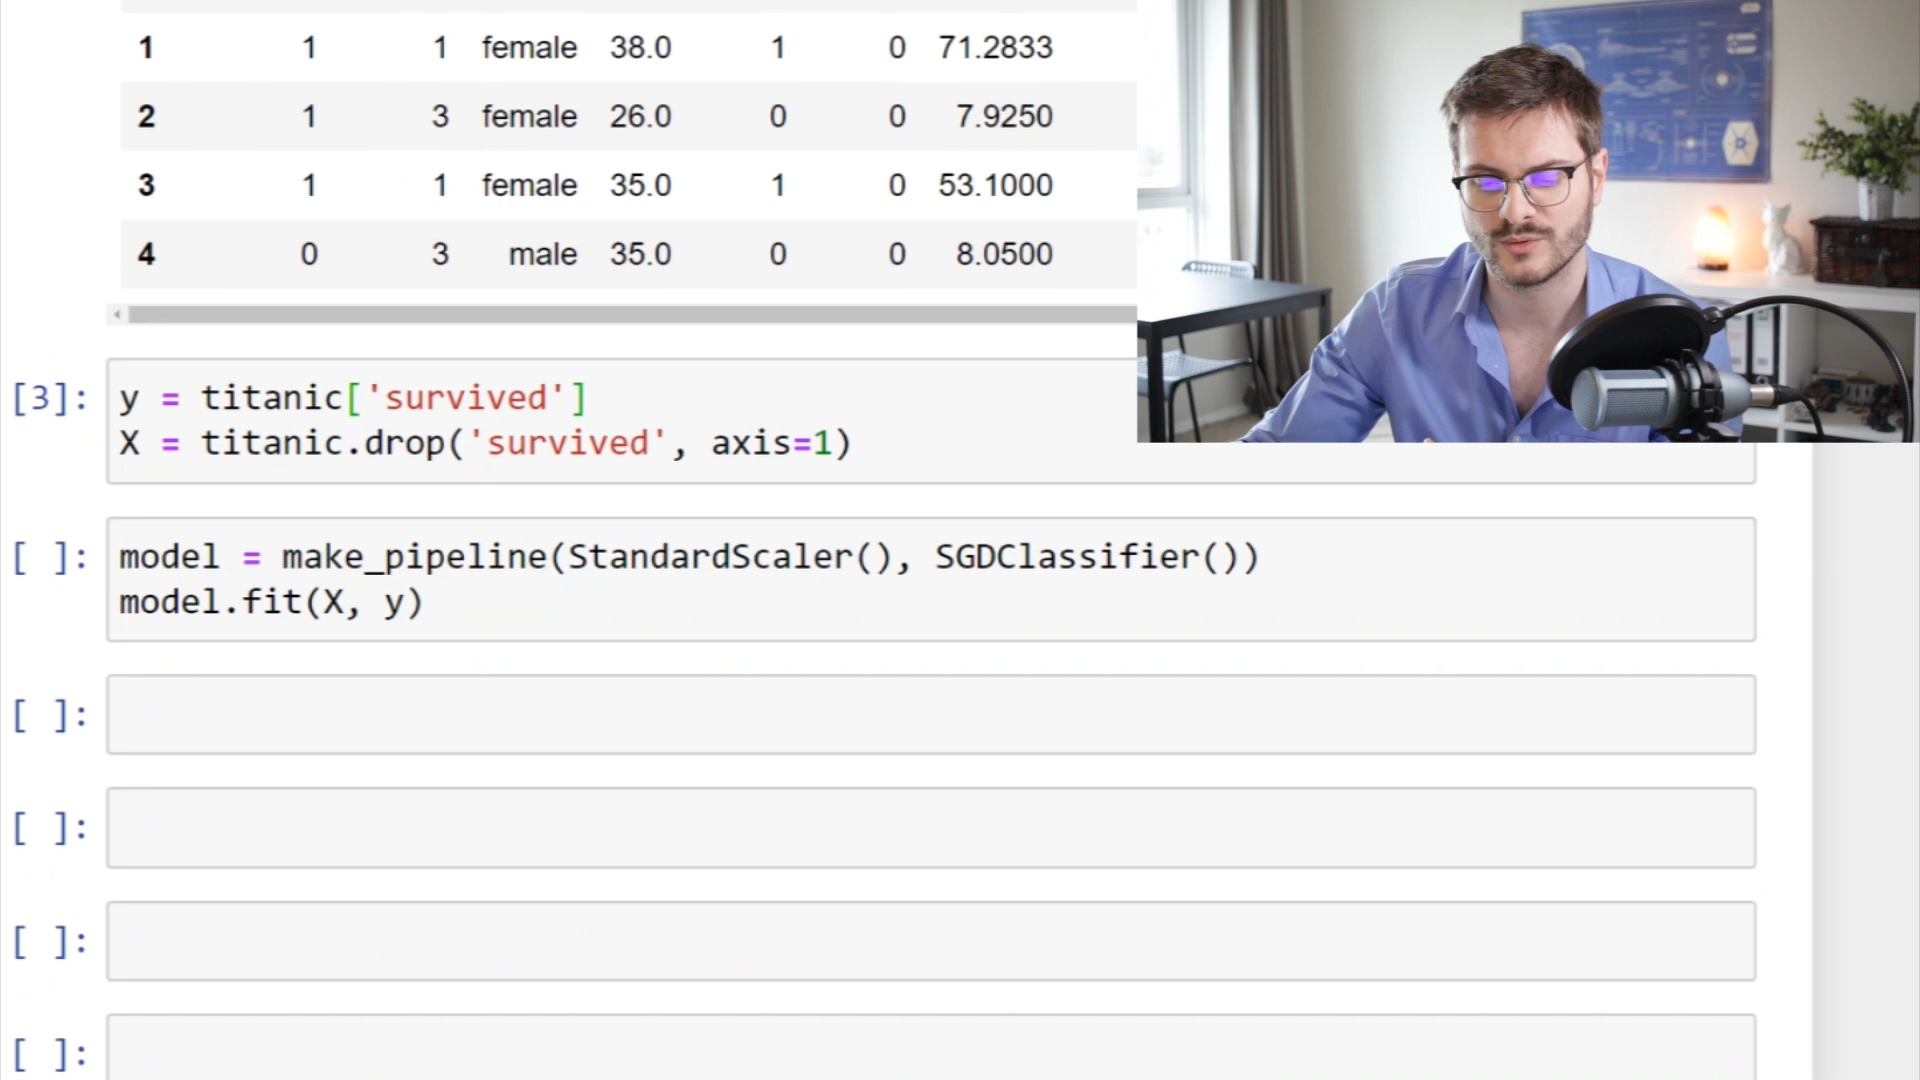 1 1 1 female 38.0 1 0 71.2833
2 1 3 female 26.0 0 0 7.9250
3 1 1 female 35.0 1 0 53.1000
4 0 3 male 35.0 0 0 8.0500
[3]: y = titanic['survived']
X = titanic.drop('survived', axis=1)
[ ]: model = make_pipeline(StandardScaler(), SGDClassifier())
model.fit(X, y)
[ ]:
[ ]:
[ ]:
[ ]: